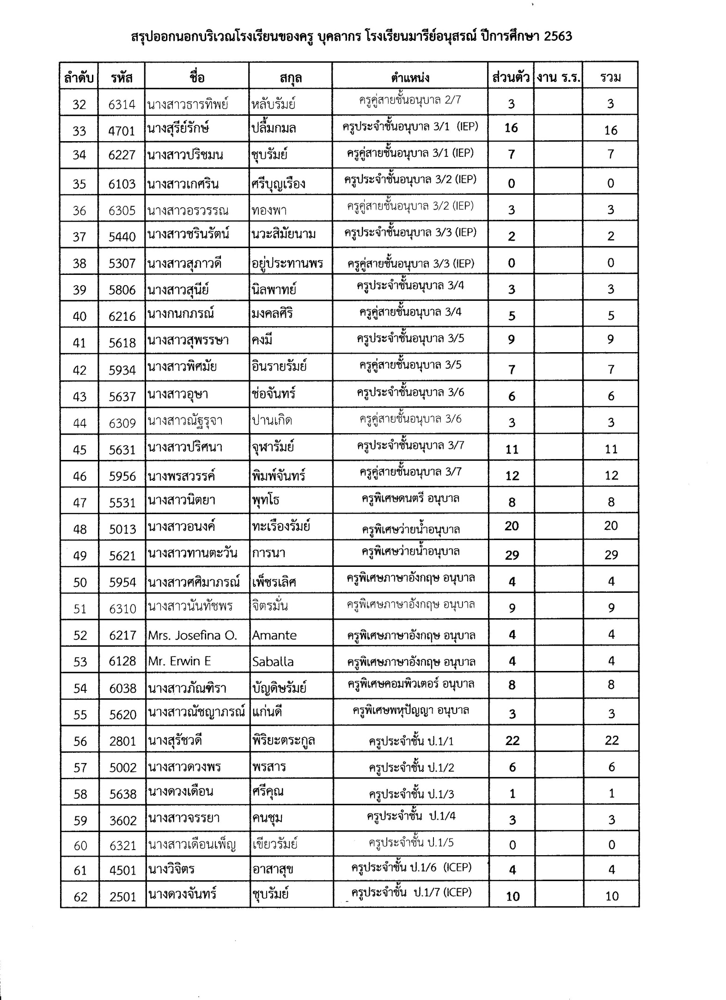 สรุปออกนอกบริเวณโรงเรียนของครู บุคลากร โรงเรียนมารีย์อนุสรณ์ ปีการศึกษา 2563
ลำดับ รหัส ชื่อ สกุล ตำแหน่ง ส่วนตัว งาน ร.ร. รวม
32 6314 นางสาวธารทิพย์ หลับรัมย์ ครูคู่สายชั้นอนุบาล 2/7 3 3
33 4701 นางสุรีย์รักษ์ ปลื้มกมล ครูประจำชั้นอนุบาล 3/1 (IEP) 16 16
34 6227 นางสาวปริชมน ชุบรัมย์ ครูคู่สายชั้นอนุบาล 3/1 (IEP) 7 7
35 6103 นางสาวเกศริน ศรีบุญเรือง ครูประจำชั้นอนุบาล 3/2 (IEP) 0 0
36 6305 นางสาวอรวรรณ ทองพา ครูคู่สายชั้นอนุบาล 3/2 (IEP) 3 3
37 5440 นางสาวชรินรัตน์ นวะสิมัยนาม ครูประจำชั้นอนุบาล 3/3 (IEP) 2 2
38 5307 นางสาวสุภาวดี อยู่ประทานพร ครูคู่สายชั้นอนุบาล 3/3 (IEP) 0 0
39 5806 นางสาวสุนีย์ นิลพาทย์ ครูประจำชั้นอนุบาล 3/4 3 3
40 6216 นางกนกภรณ์ มงคลศิริ ครูคู่สายชั้นอนุบาล 3/4 5 5
41 5618 นางสาวสุพรรษา คงมี ครูประจำชั้นอนุบาล 3/5 9 9
42 5934 นางสาวพิศมัย อินรายรัมย์ ครูคู่สายชั้นอนุบาล 3/5 7 7
43 5637 นางสาวอุษา ช่อจันทร์ ครูประจำชั้นอนุบาล 3/6 6 6
44 6309 นางสาวณัฐรุจา ปานเกิด ครูคู่สายชั้นอนุบาล 3/6 3 3
45 5631 นางสาวปริศนา จุฬารัมย์ ครูประจำชั้นอนุบาล 3/7 11 11
46 5956 นางพรสวรรค์ พิมพ์จันทร์ ครูคู่สายชั้นอนุบาล 3/7 12 12
47 5531 นางสาวนิตยา พุทโธ ครูพิเศษดนตรี อนุบาล 8 8
48 5013 นางสาวอนงค์ ทะเรืองรัมย์ ครูพิเศษว่ายน้ำอนุบาล 20 20
49 5621 นางสาวทานตะวัน การนา ครูพิเศษว่ายน้ำอนุบาล 29 29
50 5954 นางสาวศศิมาภรณ์ เพ็ชรเลิศ ครูพิเศษภาษาอังกฤษ อนุบาล 4 4
51 6310 นางสาวนันทัชพร จิตรมั่น ครูพิเศษภาษาอังกฤษ อนุบาล 9 9
52 6217 Mrs. Josefina O. Amante ครูพิเศษภาษาอังกฤษ อนุบาล 4 4
53 6128 Mr. Erwin E Saballa ครูพิเศษภาษาอังกฤษ อนุบาล 4 4
54 6038 นางสาวภัณฑิรา บัญดิษรัมย์ ครูพิเศษคอมพิวเตอร์ อนุบาล 8 8
55 5620 นางสาวณัชญาภรณ์ แก่นดี ครูพิเศษพหุปัญญา อนุบาล 3 3
56 2801 นางสุรัชวดี พิริยะตระกูล ครูประจำชั้น ป.1/1 22 22
57 5002 นางสาวดวงพร พรสาร ครูประจำชั้น ป.1/2 6 6
58 5638 นางดวงเดือน ศรีคุณ ครูประจำชั้น ป.1/3 1 1
59 3602 นางสาวจรรยา คนชุม ครูประจำชั้น ป.1/4 3 3
60 6321 นางสาวเดือนเพ็ญ เขียวรัมย์ ครูประจำชั้น ป.1/5 0 0
61 4501 นางวิจิตร อาสาสุข ครูประจำชั้น ป.1/6 (ICEP) 4 4
62 2501 นางดวงจันทร์ ชุบรัมย์ ครูประจำชั้น ป.1/7 (ICEP) 10 10